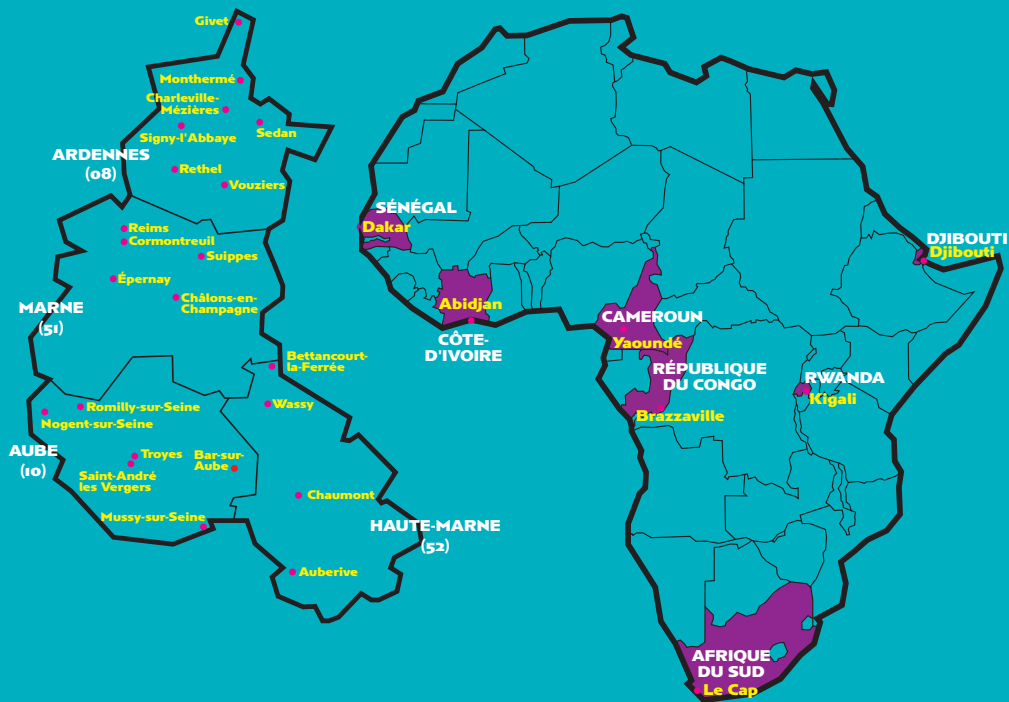 Givet
Monthermé
Charleville-
Mézières
Signy-l'Abbaye
Sedan
ARDENNES
(08)
Rethel
Vouziers
Reims
Cormontreuil
Suippes
Épernay
Châlons-en-
Champagne
MARNE
(51)
Bettancourt-
la-Ferrée
Wassy
Romilly-sur-Seine
Nogent-sur-Seine
AUBE
(10)
Troyes
Saint-André
les Vergers
Bar-sur-
Aube
Chaumont
Mussy-sur-Seine
HAUTE-MARNE
(52)
Auberive
SÉNÉGAL
Dakar
Abidjan
CÔTE-
D'IVOIRE
CAMEROUN
Yaoundé
RÉPUBLIQUE
DU CONGO
Brazzaville
DJIBOUTI
Djibouti
RWANDA
Kigali
AFRIQUE
DU SUD
Le Cap